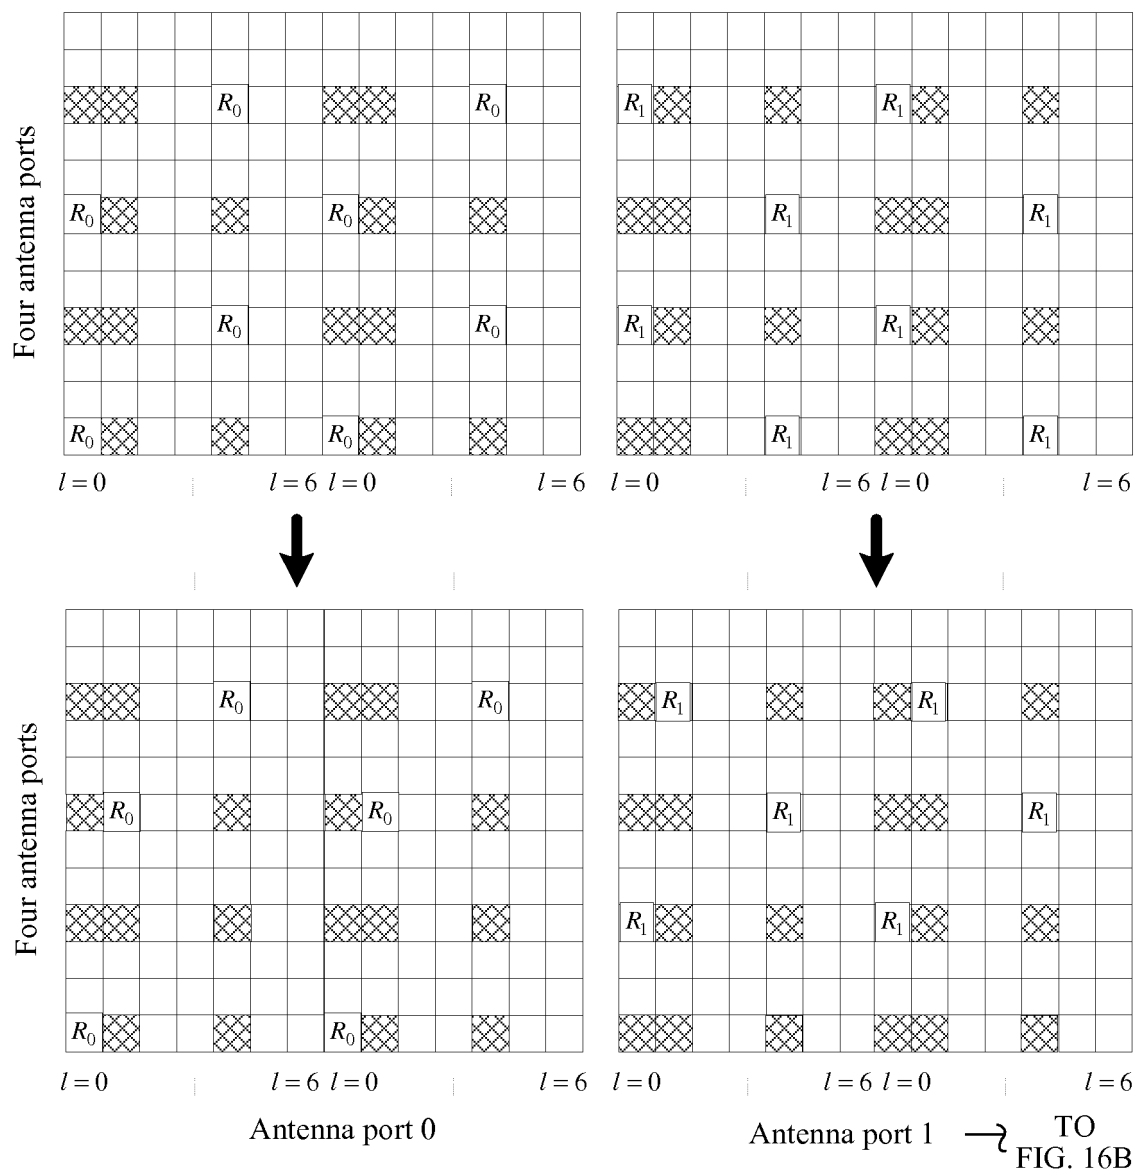 R0 R0 R1 R1
R0 R0 R1 R1
R0 R0 R1 R1
R0 R0 R1 R1
Four antenna ports
l = 0 l = 6 l = 0 l = 6 l = 0 l = 6 l = 0 l = 6
R0 R0 R1 R1
R0 R0 R1 R1
R1 R1
R0 R0
Four antenna ports
l = 0 l = 6 l = 0 l = 6 l = 0 l = 6 l = 0 l = 6
Antenna port 0 Antenna port 1 TO
FIG. 16B